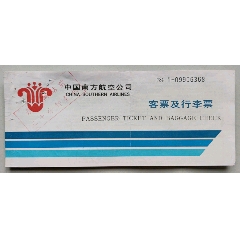 中国南方航空公司
CHINA SOUTHERN AIRLINES
客票及行李票
PASSENGER TICKET AND BAGGAGE CHECK